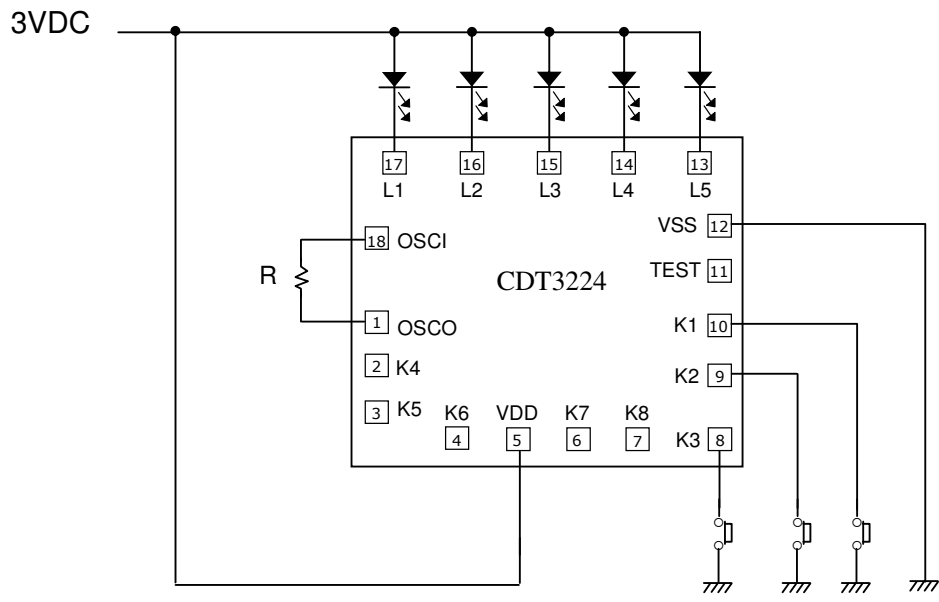 3VDC
17 16 15 14 13
L1 L2 L3 L4 L5
VSS 12
18 OSCI
TEST 11
R
CDT3224
1 OSCO
K1 10
2 K4
K2 9
3 K5
K6 VDD K7 K8
4 5 6 7
K3 8